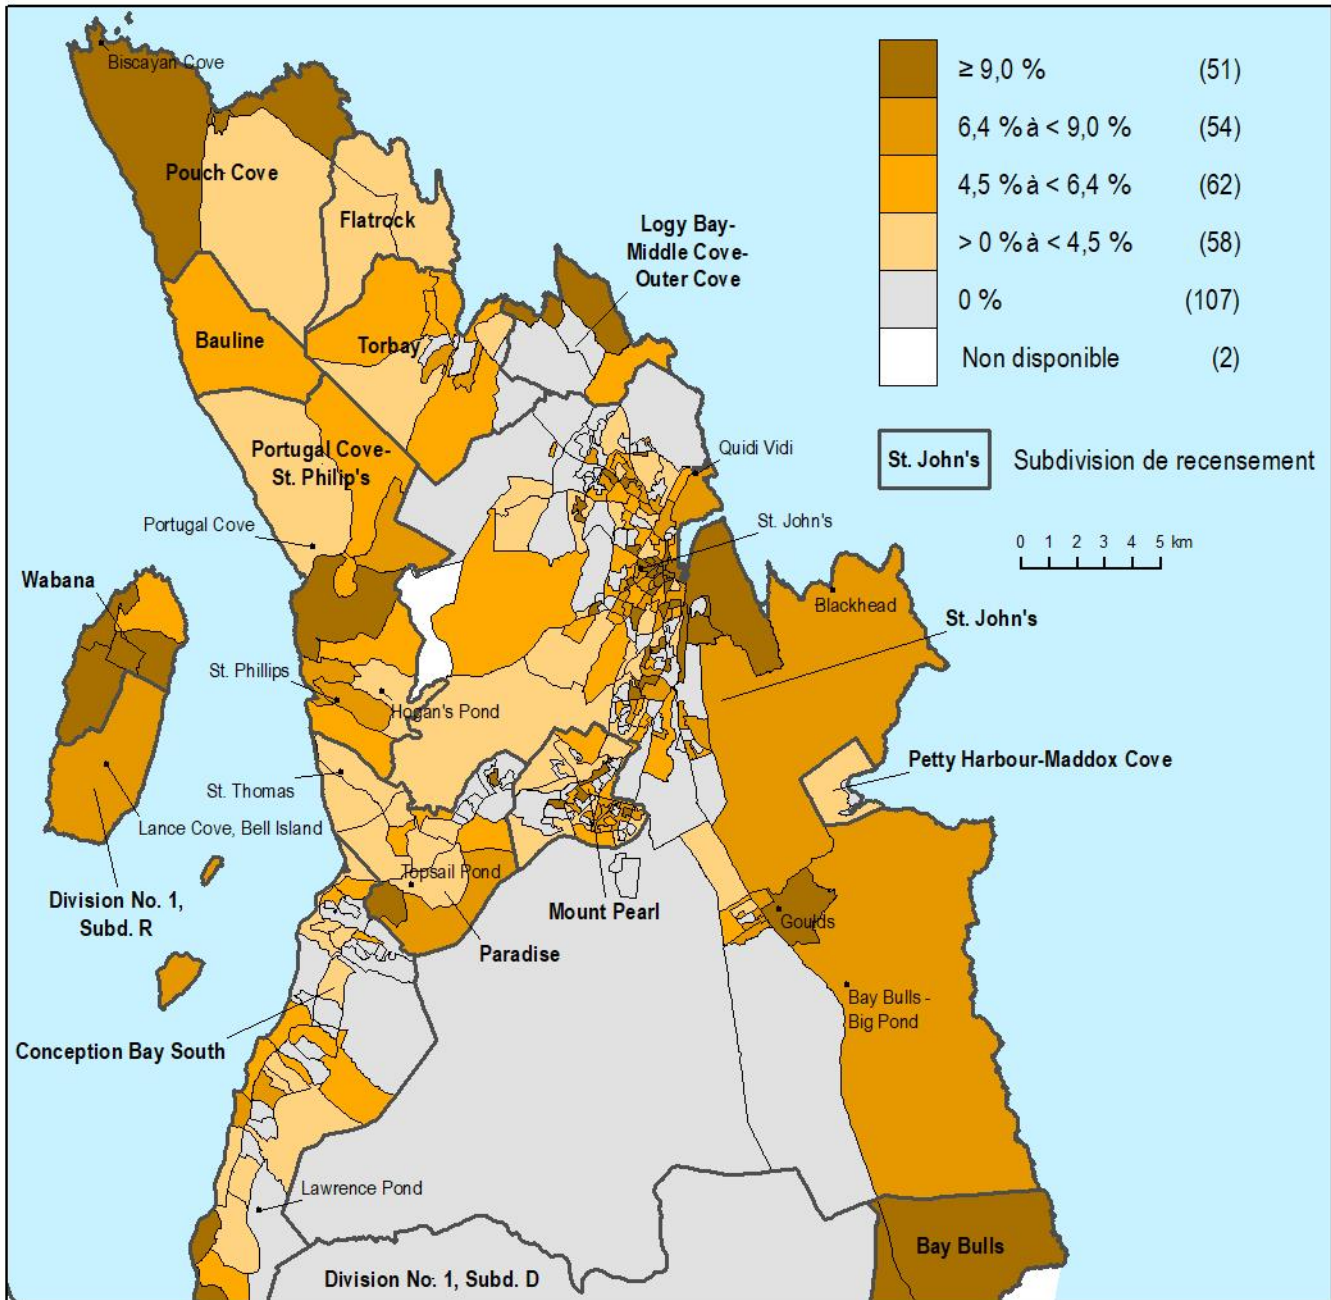 Biscayan Cove
Pouch Cove
Flatrock
Logy Bay-
Middle Cove-
Outer Cove
Bauline
Torbay
Portugal Cove-
St. Philip's
Quidi Vidi
Portugal Cove
St. John's
Wabana
Blackhead
St. John's
St. Phillips
Hogan's Pond
Petty Harbour-Maddox Cove
St. Thomas
Lance Cove, Bell Island
Topsail Pond
Division No. 1,
Subd. R
Mount Pearl
Goulds
Paradise
Bay Bulls -
Big Pond
Conception Bay South
Lawrence Pond
Bay Bulls
Division No. 1, Subd. D
≥ 9,0 % (51)
6,4 % à < 9,0 % (54)
4,5 % à < 6,4 % (62)
> 0 % à < 4,5 % (58)
0 % (107)
Non disponible (2)
St. John's Subdivision de recensement
0 1 2 3 4 5 km